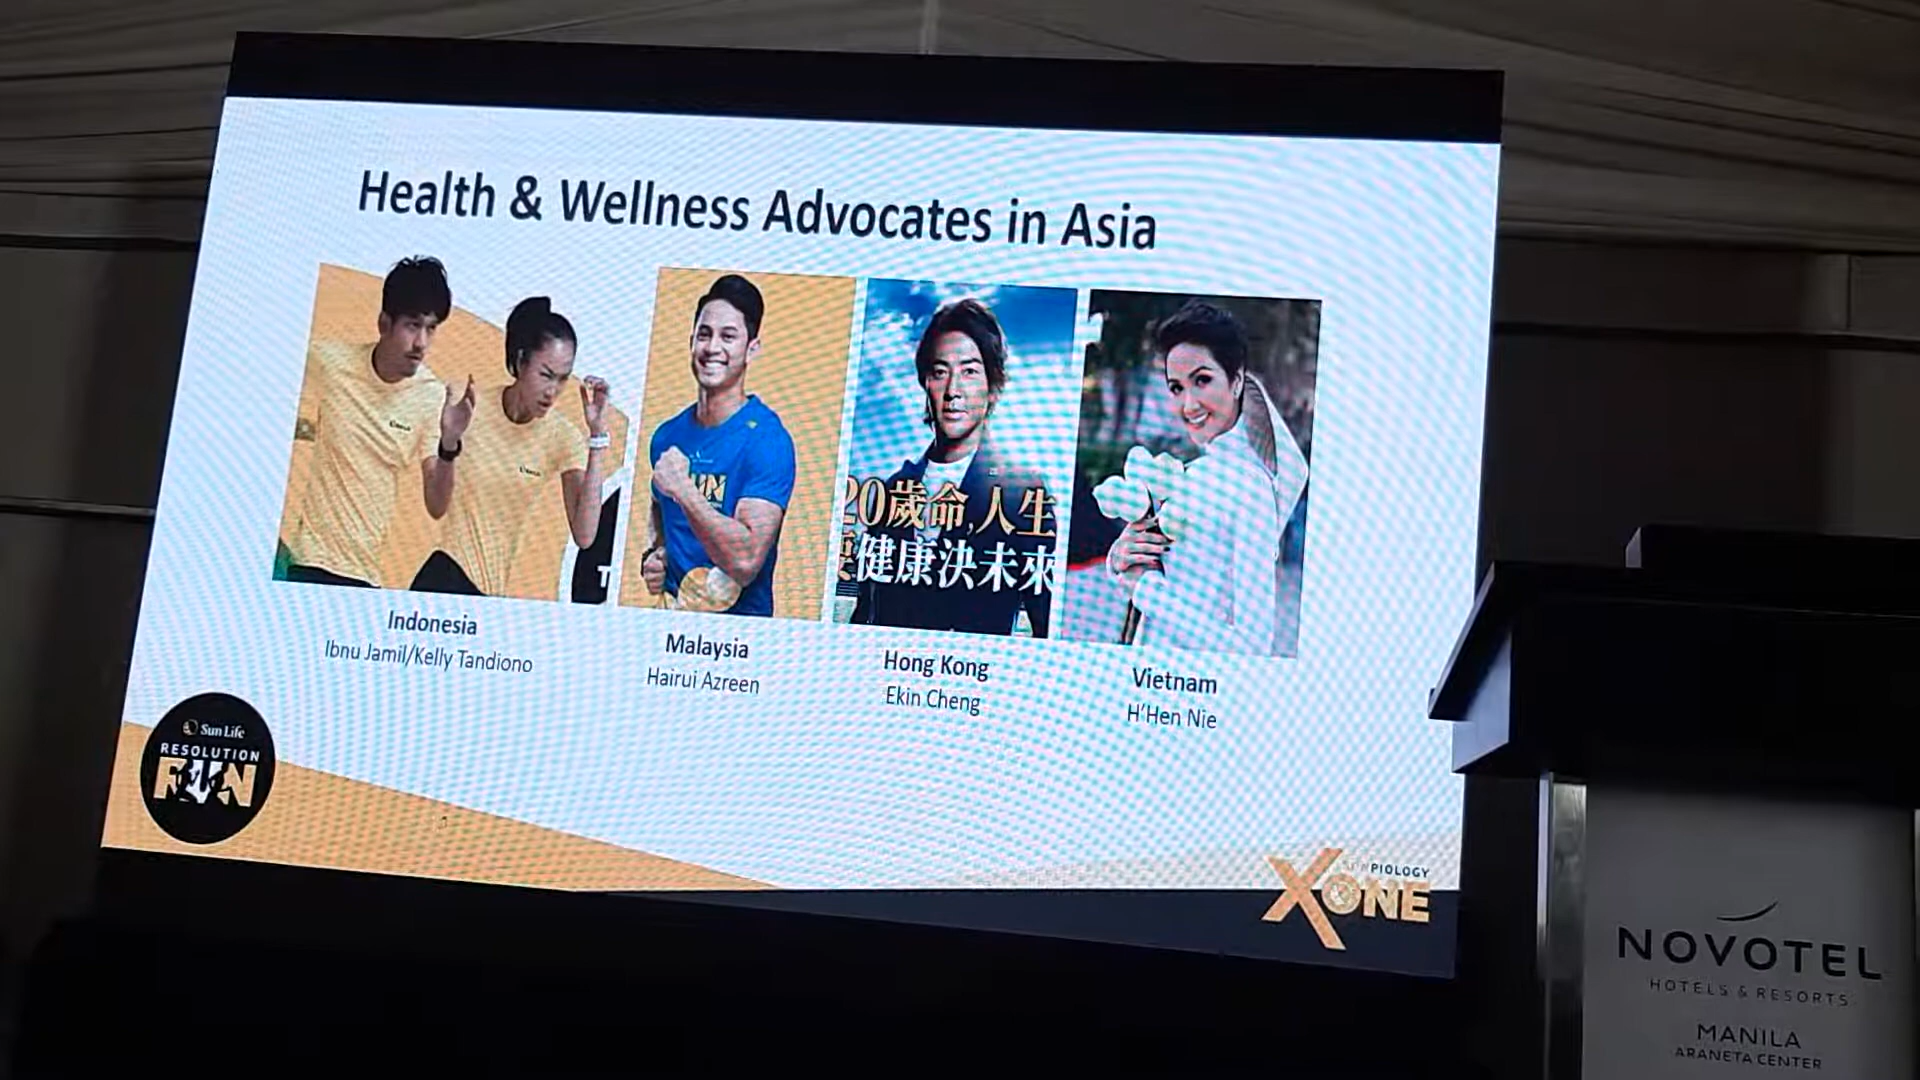 Health & Wellness Advocates in Asia
20歲命,人生
健康決未來
Indonesia
Ibnu Jamil/Kelly Tandiono
Malaysia
Hairui Azreen
Hong Kong
Ekin Cheng
Vietnam
H'Hen Nie
Sun Life
RESOLUTION
RUN
PIOLOGY
XONE
NOVOTEL
HOTELS & RESORTS
MANILA
ARANETA CENTER